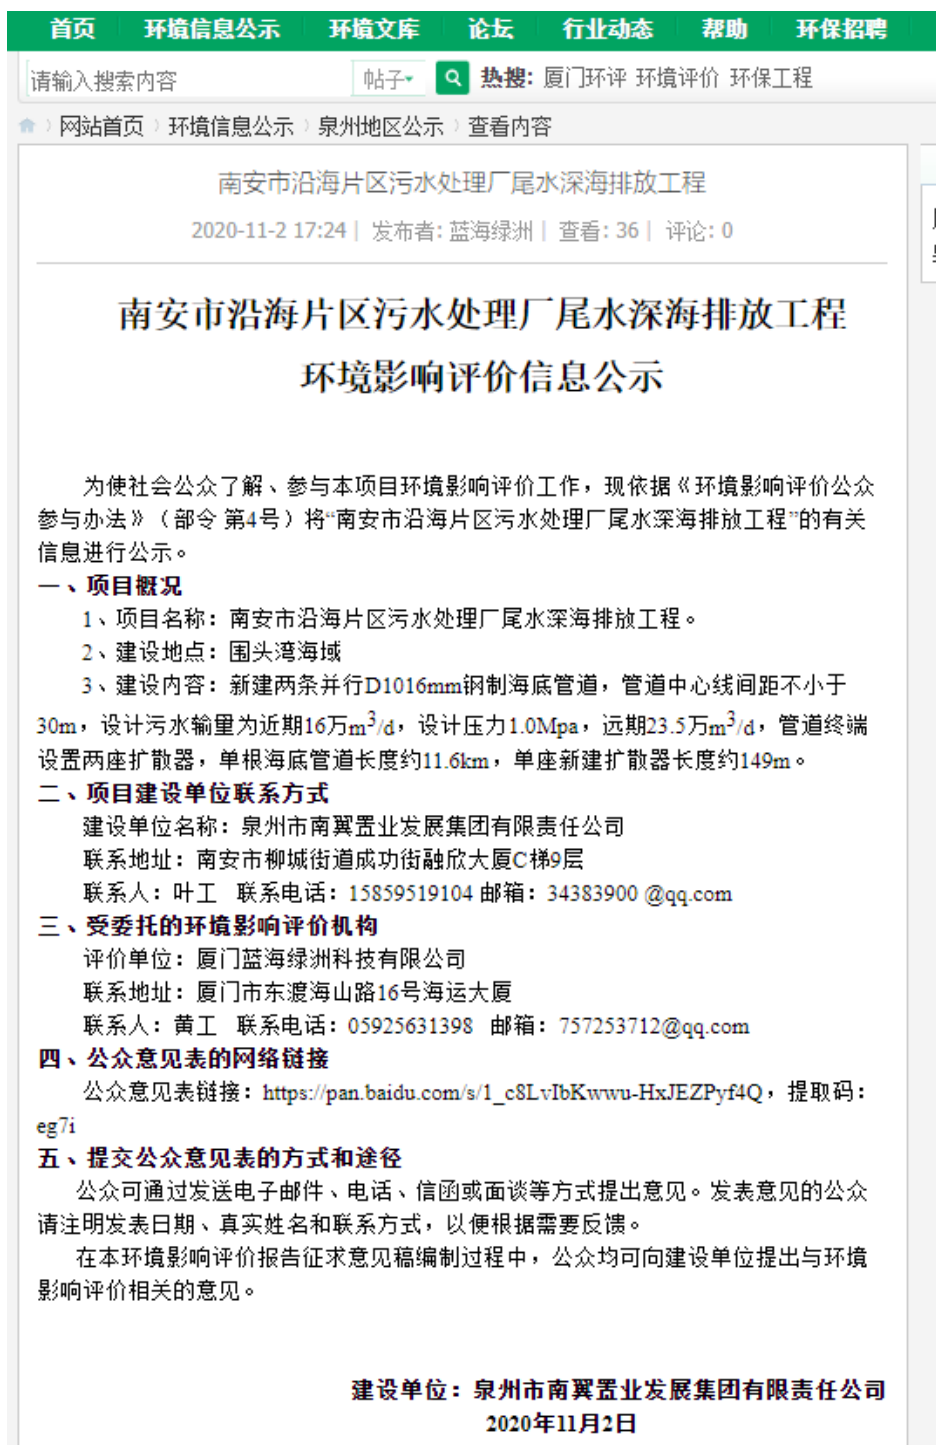 首页 环境信息公示 环境文库 论坛 行业动态 帮助 环保招聘
请输入搜索内容 帖子 热搜: 厦门环评 环境评价 环保工程
网站首页 环境信息公示 泉州地区公示 查看内容
南安市沿海片区污水处理厂尾水深海排放工程
2020-11-2 17:24| 发布者: 蓝海绿洲| 查看: 36| 评论: 0
南安市沿海片区污水处理厂尾水深海排放工程
环境影响评价信息公示
为使社会公众了解、参与本项目环境影响评价工作，现依据《环境影响评价公众
参与办法》（部令 第4号）将“南安市沿海片区污水处理厂尾水深海排放工程”的有关
信息进行公示。
一、项目概况
1、项目名称：南安市沿海片区污水处理厂尾水深海排放工程。
2、建设地点：围头湾海域
3、建设内容：新建两条并行D1016mm钢制海底管道，管道中心线间距不小于
30m，设计污水输量为近期16万m³/d，设计压力1.0Mpa，远期23.5万m³/d，管道终端
设置两座扩散器，单根海底管道长度约11.6km，单座新建扩散器长度约149m。
二、项目建设单位联系方式
建设单位名称：泉州市南翼置业发展集团有限责任公司
联系地址：南安市柳城街道成功街融欣大厦C梯9层
联系人：叶工 联系电话：15859519104 邮箱：34383900 @qq.com
三、受委托的环境影响评价机构
评价单位：厦门蓝海绿洲科技有限公司
联系地址：厦门市东渡海山路16号海运大厦
联系人：黄工 联系电话：05925631398 邮箱：757253712@qq.com
四、公众意见表的网络链接
公众意见表链接：https://pan.baidu.com/s/1_c8LvIbKwwu-HxJEZPyf4Q，提取码：
eg7i
五、提交公众意见表的方式和途径
公众可通过发送电子邮件、电话、信函或面谈等方式提出意见。发表意见的公众
请注明发表日期、真实姓名和联系方式，以便根据需要反馈。
在本环境影响评价报告征求意见稿编制过程中，公众均可向建设单位提出与环境
影响评价相关的意见。
建设单位：泉州市南翼置业发展集团有限责任公司
2020年11月2日